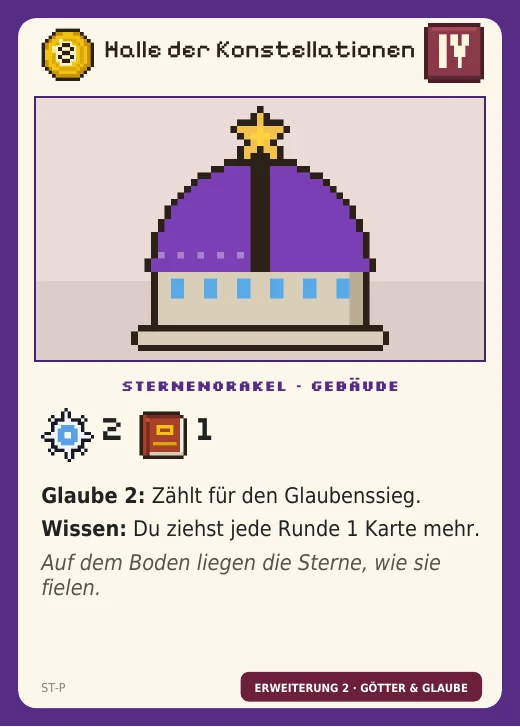 8 Halle der Konstellationen IV
STERNENORAKEL · GEBÄUDE
2 1
Glaube 2: Zählt für den Glaubenssieg.
Wissen: Du ziehst jede Runde 1 Karte mehr.
Auf dem Boden liegen die Sterne, wie sie
fielen.
ST-P ERWEITERUNG 2 · GÖTTER & GLAUBE